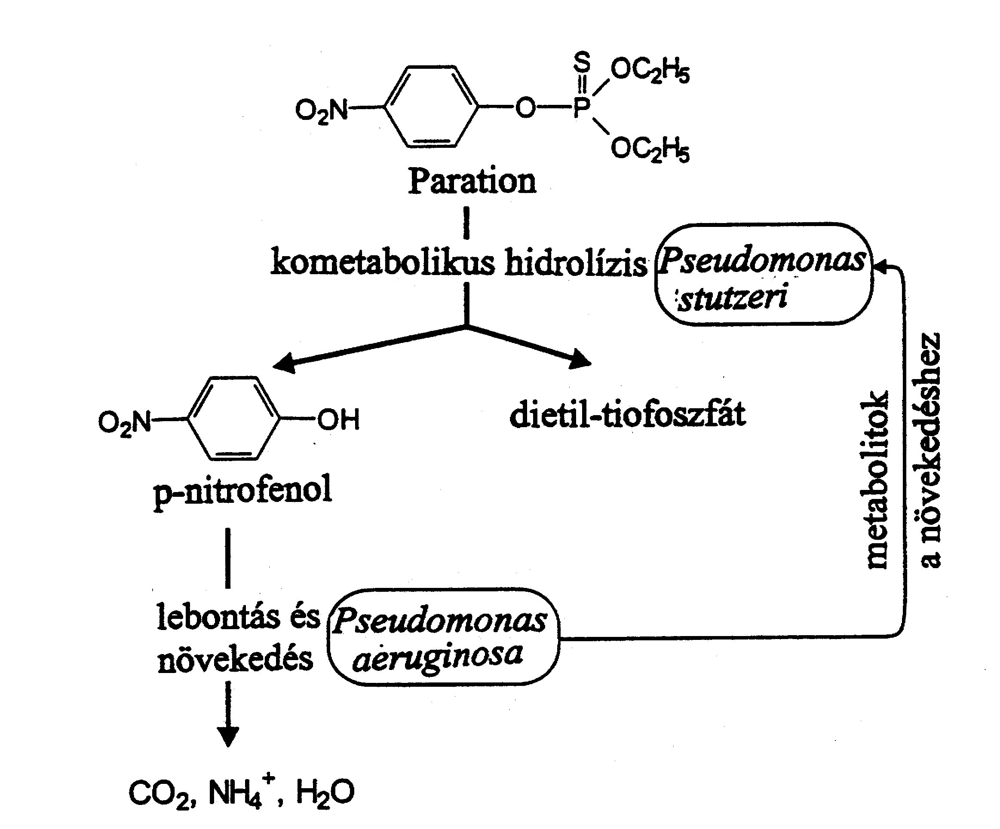 S
OC₂H₅
O₂N
O
P
OC₂H₅
Paration
kometabolikus hidrolízis
Pseudomonas
stutzeri
O₂N
OH
dietil-tiofoszfát
p-nitrofenol
metabolitok
a növekedéshez
lebontás és
növekedés
Pseudomonas
aeruginosa
CO₂, NH₄⁺, H₂O